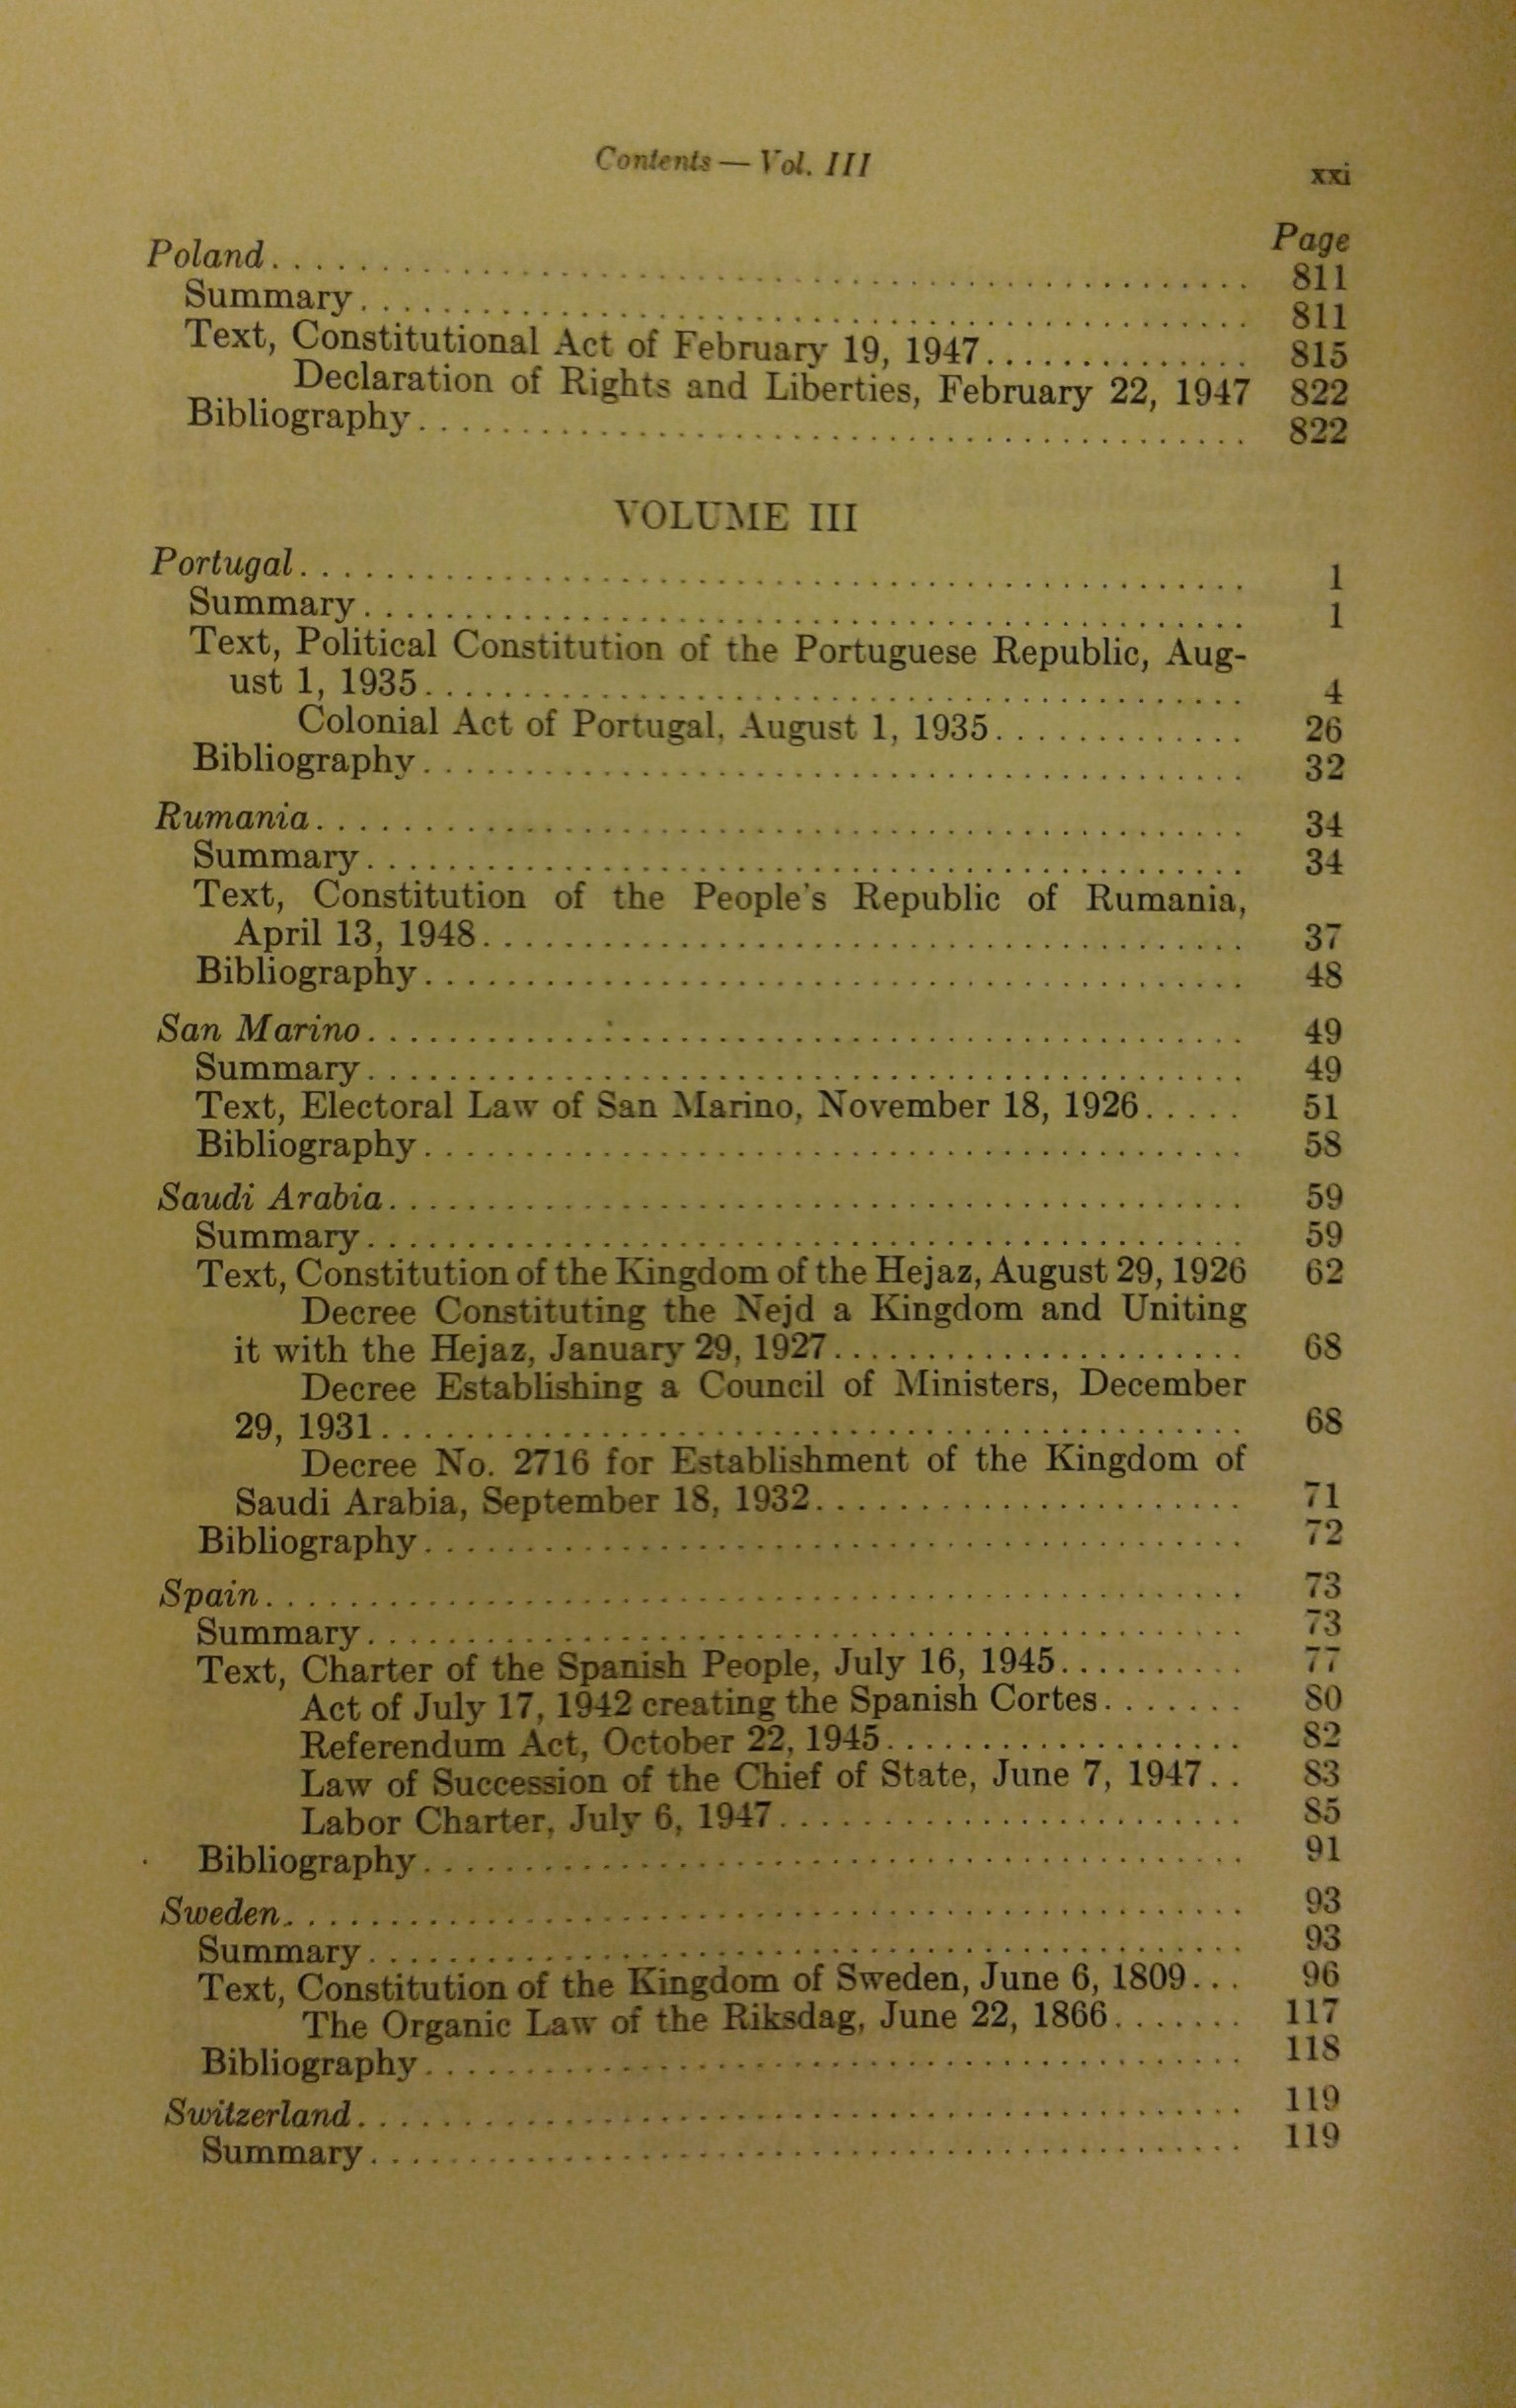 Contents — Vol. III
xxi
Page
Poland. . . . . . . . . . 811
Summary. . . . . . . . . . 811
Text, Constitutional Act of February 19, 1947. . . . . . . . . . 815
Declaration of Rights and Liberties, February 22, 1947 822
Bibliography. . . . . . . . . . 822
VOLUME III
Portugal. . . . . . . . . . 1
Summary. . . . . . . . . . 1
Text, Political Constitution of the Portuguese Republic, Aug-
ust 1, 1935. . . . . . . . . . 4
Colonial Act of Portugal, August 1, 1935. . . . . . . . . . 26
Bibliography. . . . . . . . . . 32
Rumania. . . . . . . . . . 34
Summary. . . . . . . . . . 34
Text, Constitution of the People's Republic of Rumania,
April 13, 1948. . . . . . . . . . 37
Bibliography. . . . . . . . . . 48
San Marino. . . . . . . . . . 49
Summary. . . . . . . . . . 49
Text, Electoral Law of San Marino, November 18, 1926. . . . . 51
Bibliography. . . . . . . . . . 58
Saudi Arabia. . . . . . . . . . 59
Summary. . . . . . . . . . 59
Text, Constitution of the Kingdom of the Hejaz, August 29, 1926 62
Decree Constituting the Nejd a Kingdom and Uniting
it with the Hejaz, January 29, 1927. . . . . . . . . . 68
Decree Establishing a Council of Ministers, December
29, 1931. . . . . . . . . . 68
Decree No. 2716 for Establishment of the Kingdom of
Saudi Arabia, September 18, 1932. . . . . . . . . . 71
Bibliography. . . . . . . . . . 72
Spain. . . . . . . . . . 73
Summary. . . . . . . . . . 73
Text, Charter of the Spanish People, July 16, 1945. . . . . . . . . . 77
Act of July 17, 1942 creating the Spanish Cortes. . . . . . . 80
Referendum Act, October 22, 1945. . . . . . . . . . 82
Law of Succession of the Chief of State, June 7, 1947. . 83
Labor Charter, July 6, 1947. . . . . . . . . . 85
Bibliography. . . . . . . . . . 91
Sweden. . . . . . . . . . 93
Summary. . . . . . . . . . 93
Text, Constitution of the Kingdom of Sweden, June 6, 1809. . . 96
The Organic Law of the Riksdag, June 22, 1866. . . . . . . 117
Bibliography. . . . . . . . . . 118
Switzerland. . . . . . . . . . 119
Summary. . . . . . . . . . 119